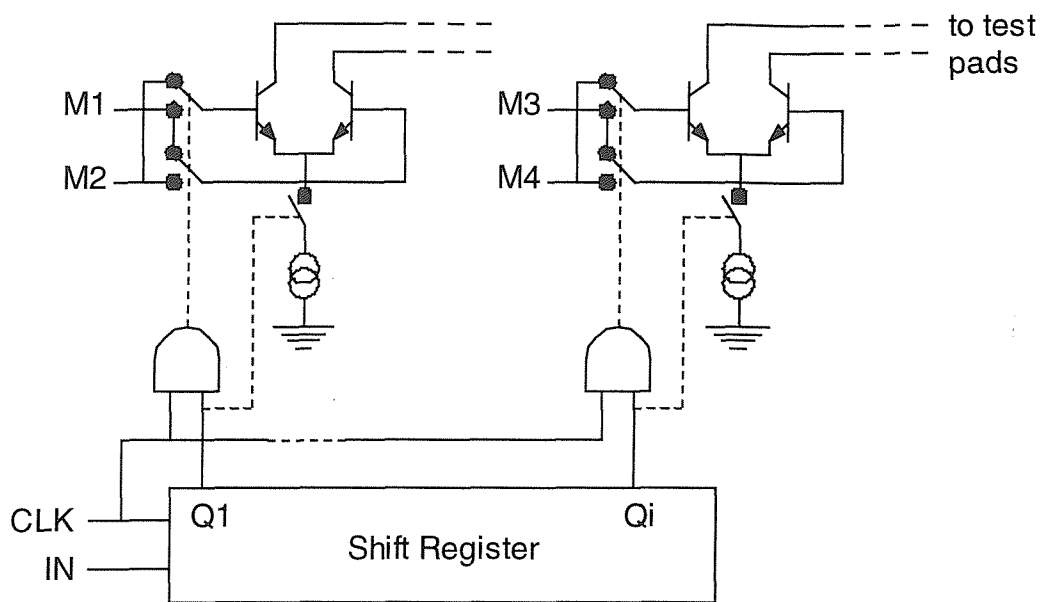 to test
pads
M1
M2
M3
M4
Q1
Qi
CLK
IN
Shift Register